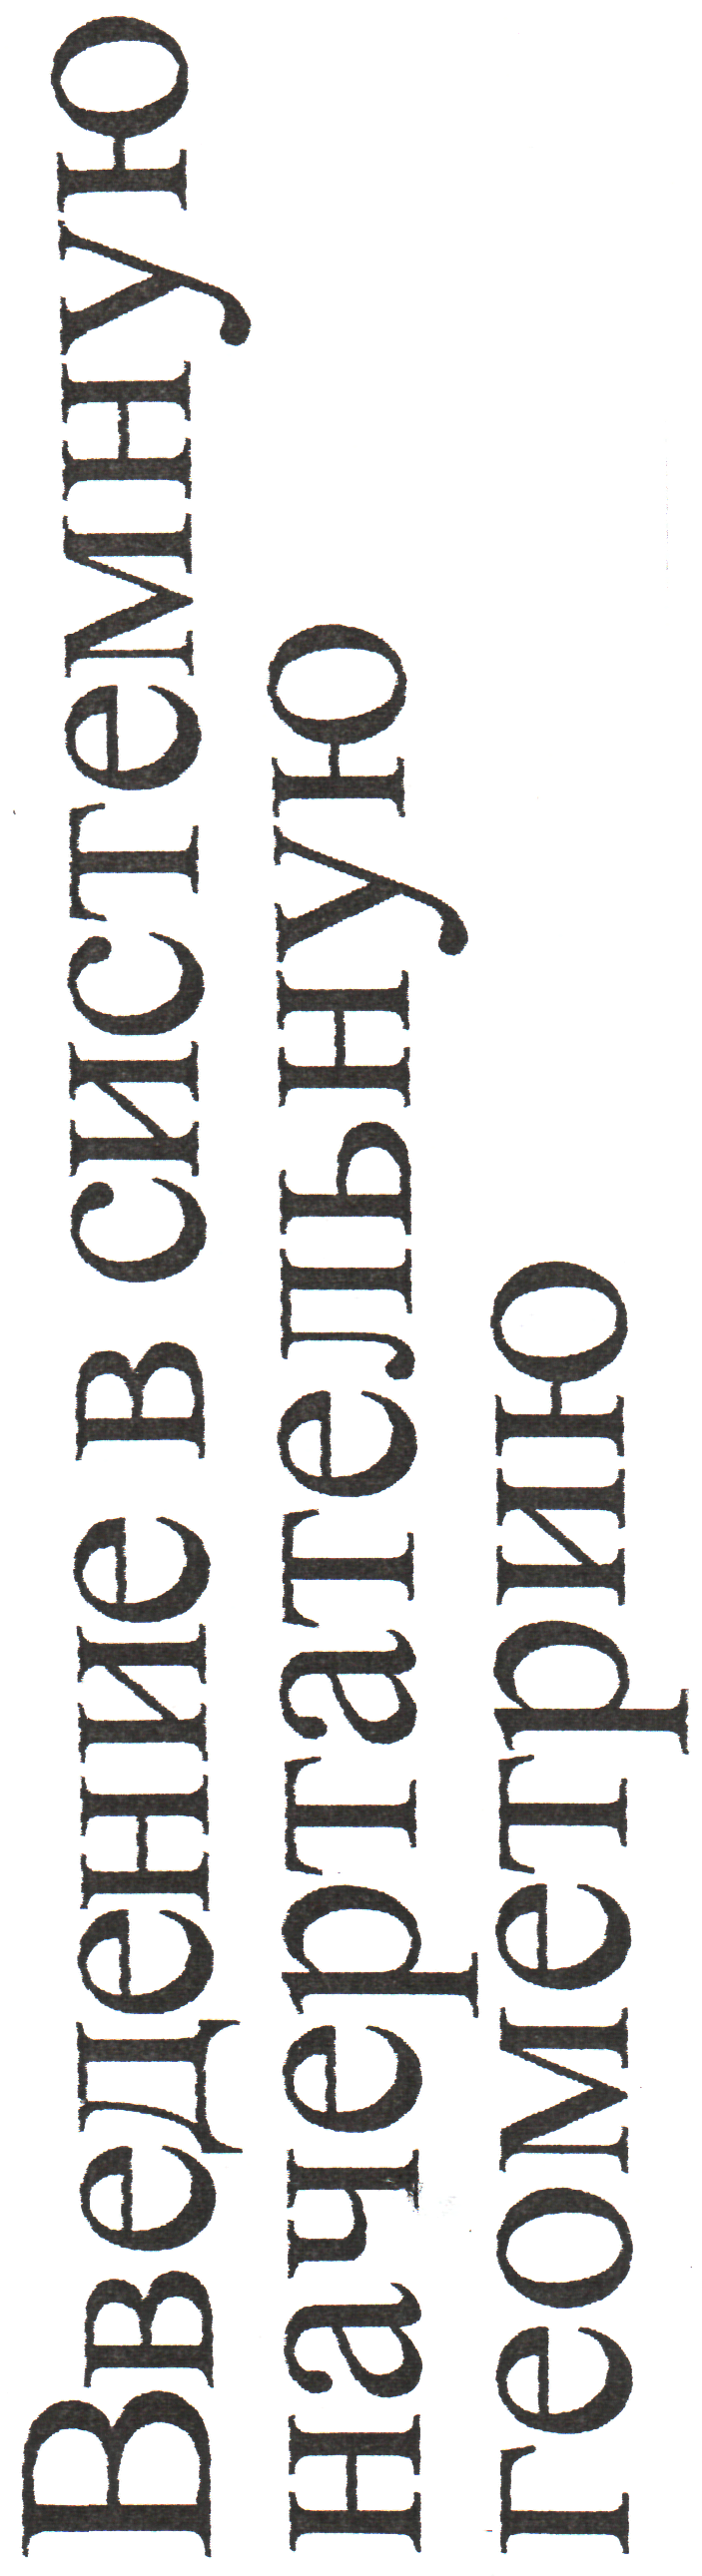 Введение в системную
начертательную
геометрию